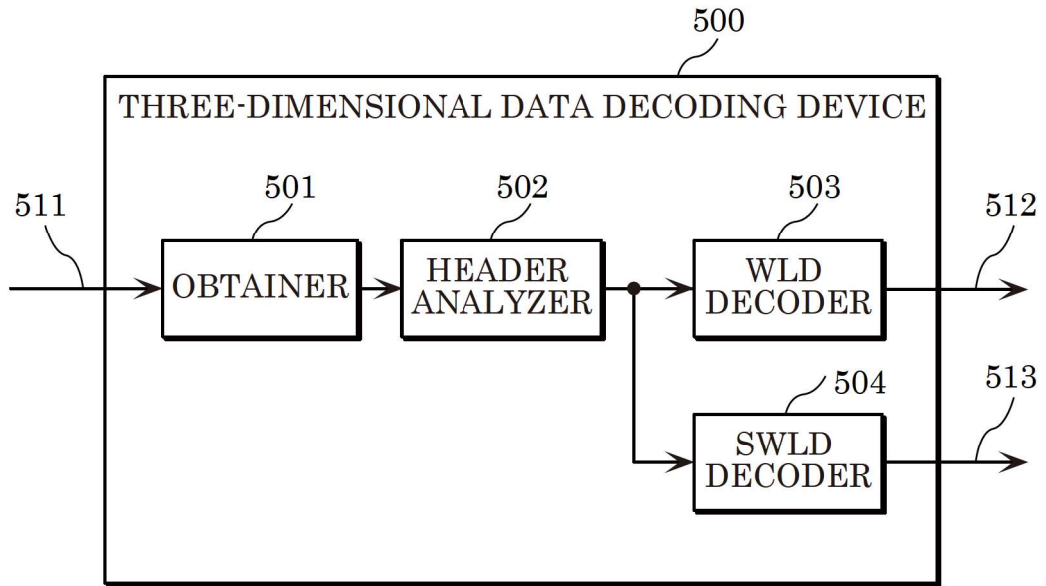 500
THREE-DIMENSIONAL DATA DECODING DEVICE
501
502
503
511
512
OBTAINER
HEADER
ANALYZER
WLD
DECODER
504
513
SWLD
DECODER